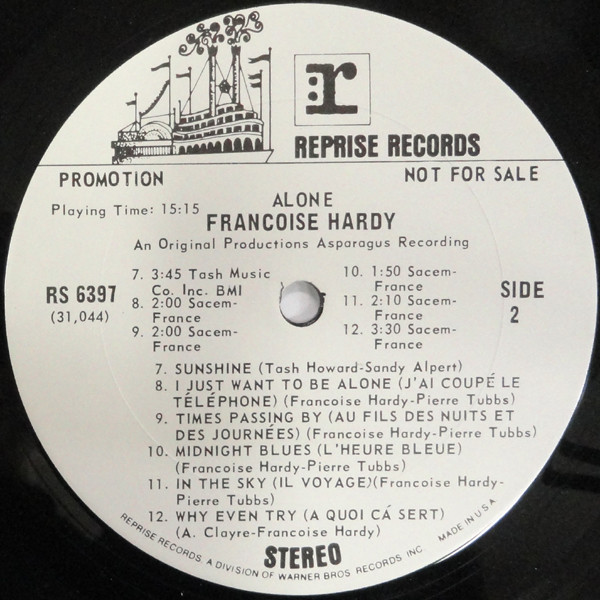 r
REPRISE RECORDS
PROMOTION
NOT FOR SALE
ALONE
Playing Time: 15:15
FRANCOISE HARDY
An Original Productions Asparagus Recording
RS 6397
(31,044)
7. 3:45 Tash Music
Co. Inc. BMI
8. 2:00 Sacem-
France
9. 2:00 Sacem-
France
10. 1:50 Sacem-
France
11. 2:10 Sacem-
France
12. 3:30 Sacem-
France
SIDE
2
7. SUNSHINE (Tash Howard-Sandy Alpert)
8. I JUST WANT TO BE ALONE (J'AI COUPÉ LE
TÉLÉPHONE) (Francoise Hardy-Pierre Tubbs)
9. TIMES PASSING BY (AU FILS DES NUITS ET
DES JOURNÉES) (Francoise Hardy-Pierre Tubbs)
10. MIDNIGHT BLUES (L'HEURE BLEUE)
(Francoise Hardy-Pierre Tubbs)
11. IN THE SKY (IL VOYAGE)(Francoise Hardy-
Pierre Tubbs)
12. WHY EVEN TRY (A QUOI CÁ SERT)
(A. Clayre-Francoise Hardy)
STEREO
REPRISE RECORDS, A DIVISION OF WARNER BROS. RECORDS, INC. MADE IN U.S.A.